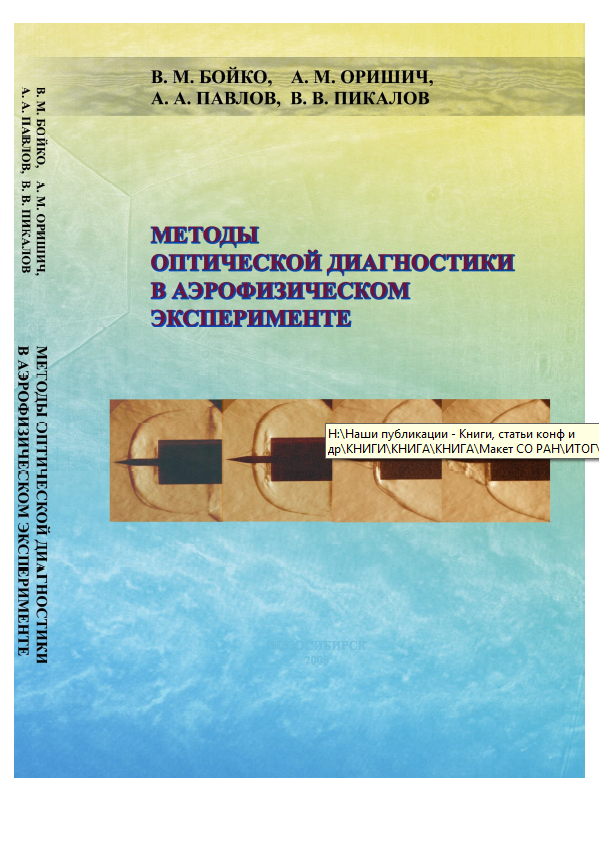 В. М. БОЙКО, А. М. ОРИШИЧ,
А. А. ПАВЛОВ, В. В. ПИКАЛОВ
В. М. БОЙКО, А. М. ОРИШИЧ,
А. А. ПАВЛОВ, В. В. ПИКАЛОВ
МЕТОДЫ
ОПТИЧЕСКОЙ ДИАГНОСТИКИ
В АЭРОФИЗИЧЕСКОМ
ЭКСПЕРИМЕНТЕ
МЕТОДЫ ОПТИЧЕСКОЙ ДИАГНОСТИКИ
В АЭРОФИЗИЧЕСКОМ ЭКСПЕРИМЕНТЕ
H:\Наши публикации - Книги, статьи конф и
др\КНИГИ\КНИГА\КНИГА\Макет СО РАН\ИТОГ\